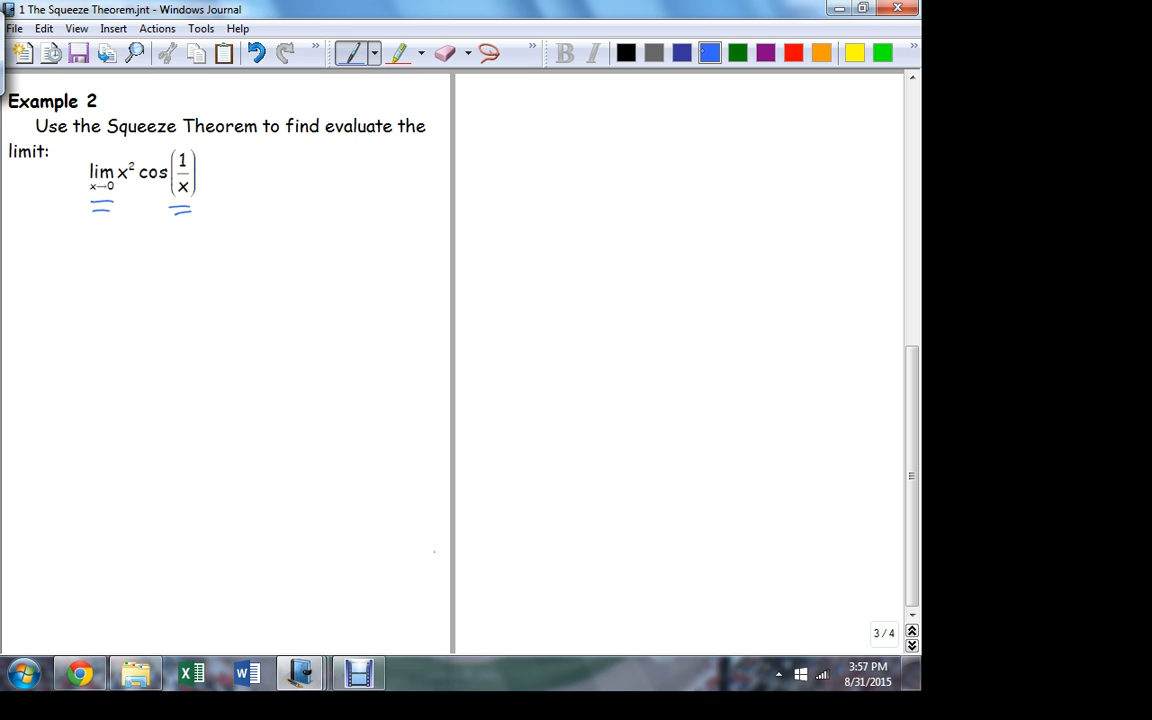 1 The Squeeze Theorem.jnt - Windows Journal
File Edit View Insert Actions Tools Help
B I
Example 2
Use the Squeeze Theorem to find evaluate the
limit:
lim x→0 x² cos(1/x)
3 / 4
3:57 PM
8/31/2015